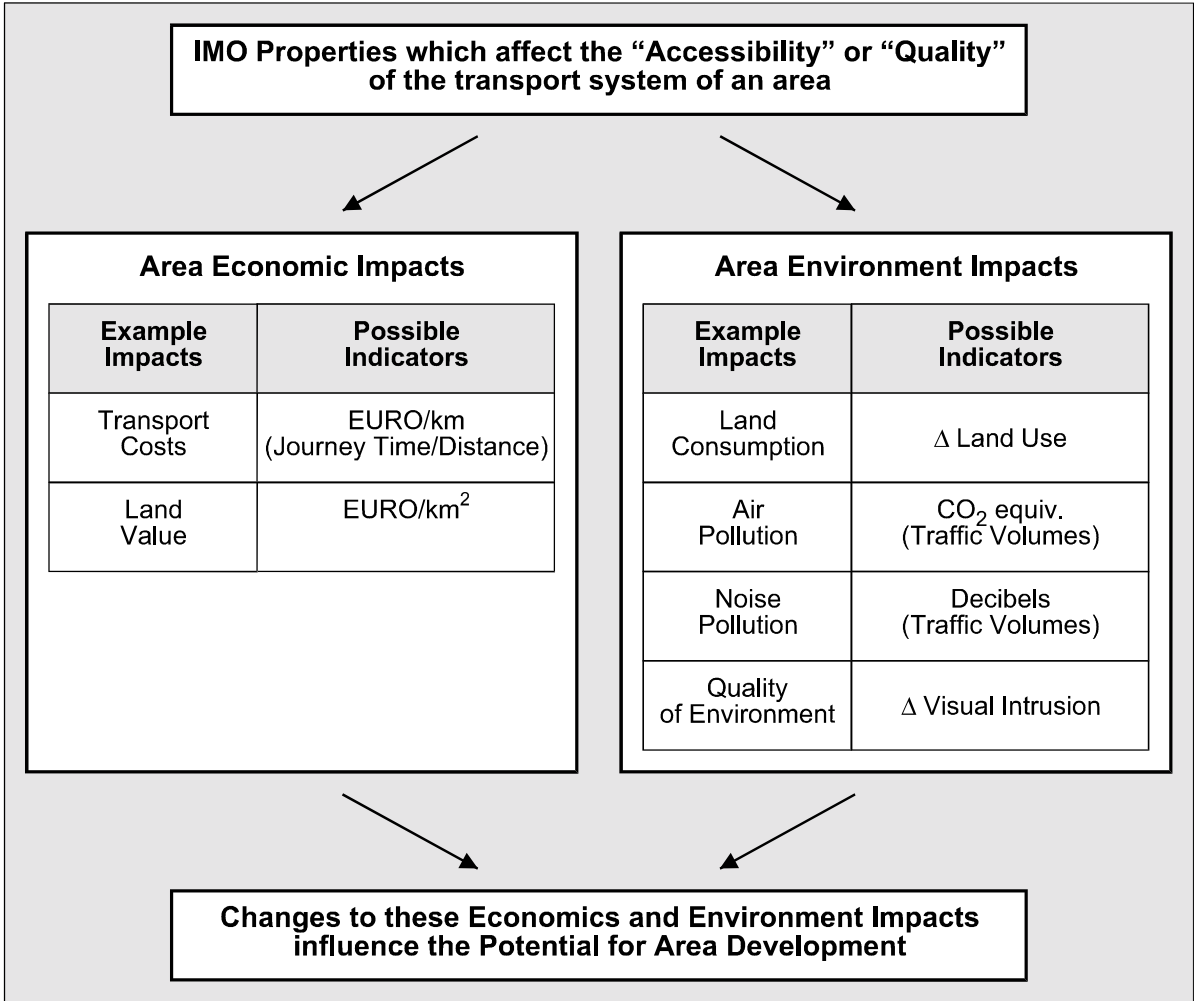 IMO Properties which affect the “Accessibility” or “Quality”
of the transport system of an area
Area Economic Impacts
Example
Impacts
Possible
Indicators
Transport
Costs
EURO/km
(Journey Time/Distance)
Land
Value
EURO/km²
Area Environment Impacts
Example
Impacts
Possible
Indicators
Land
Consumption
Δ Land Use
Air
Pollution
CO₂ equiv.
(Traffic Volumes)
Noise
Pollution
Decibels
(Traffic Volumes)
Quality
of Environment
Δ Visual Intrusion
Changes to these Economics and Environment Impacts
influence the Potential for Area Development